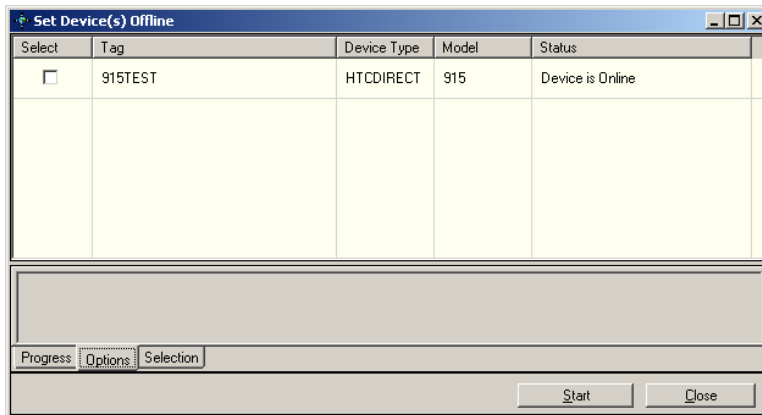 Set Device(s) Offline
Select Tag Device Type Model Status
915TEST HTCDIRECT 915 Device is Online
Progress Options Selection
Start Close